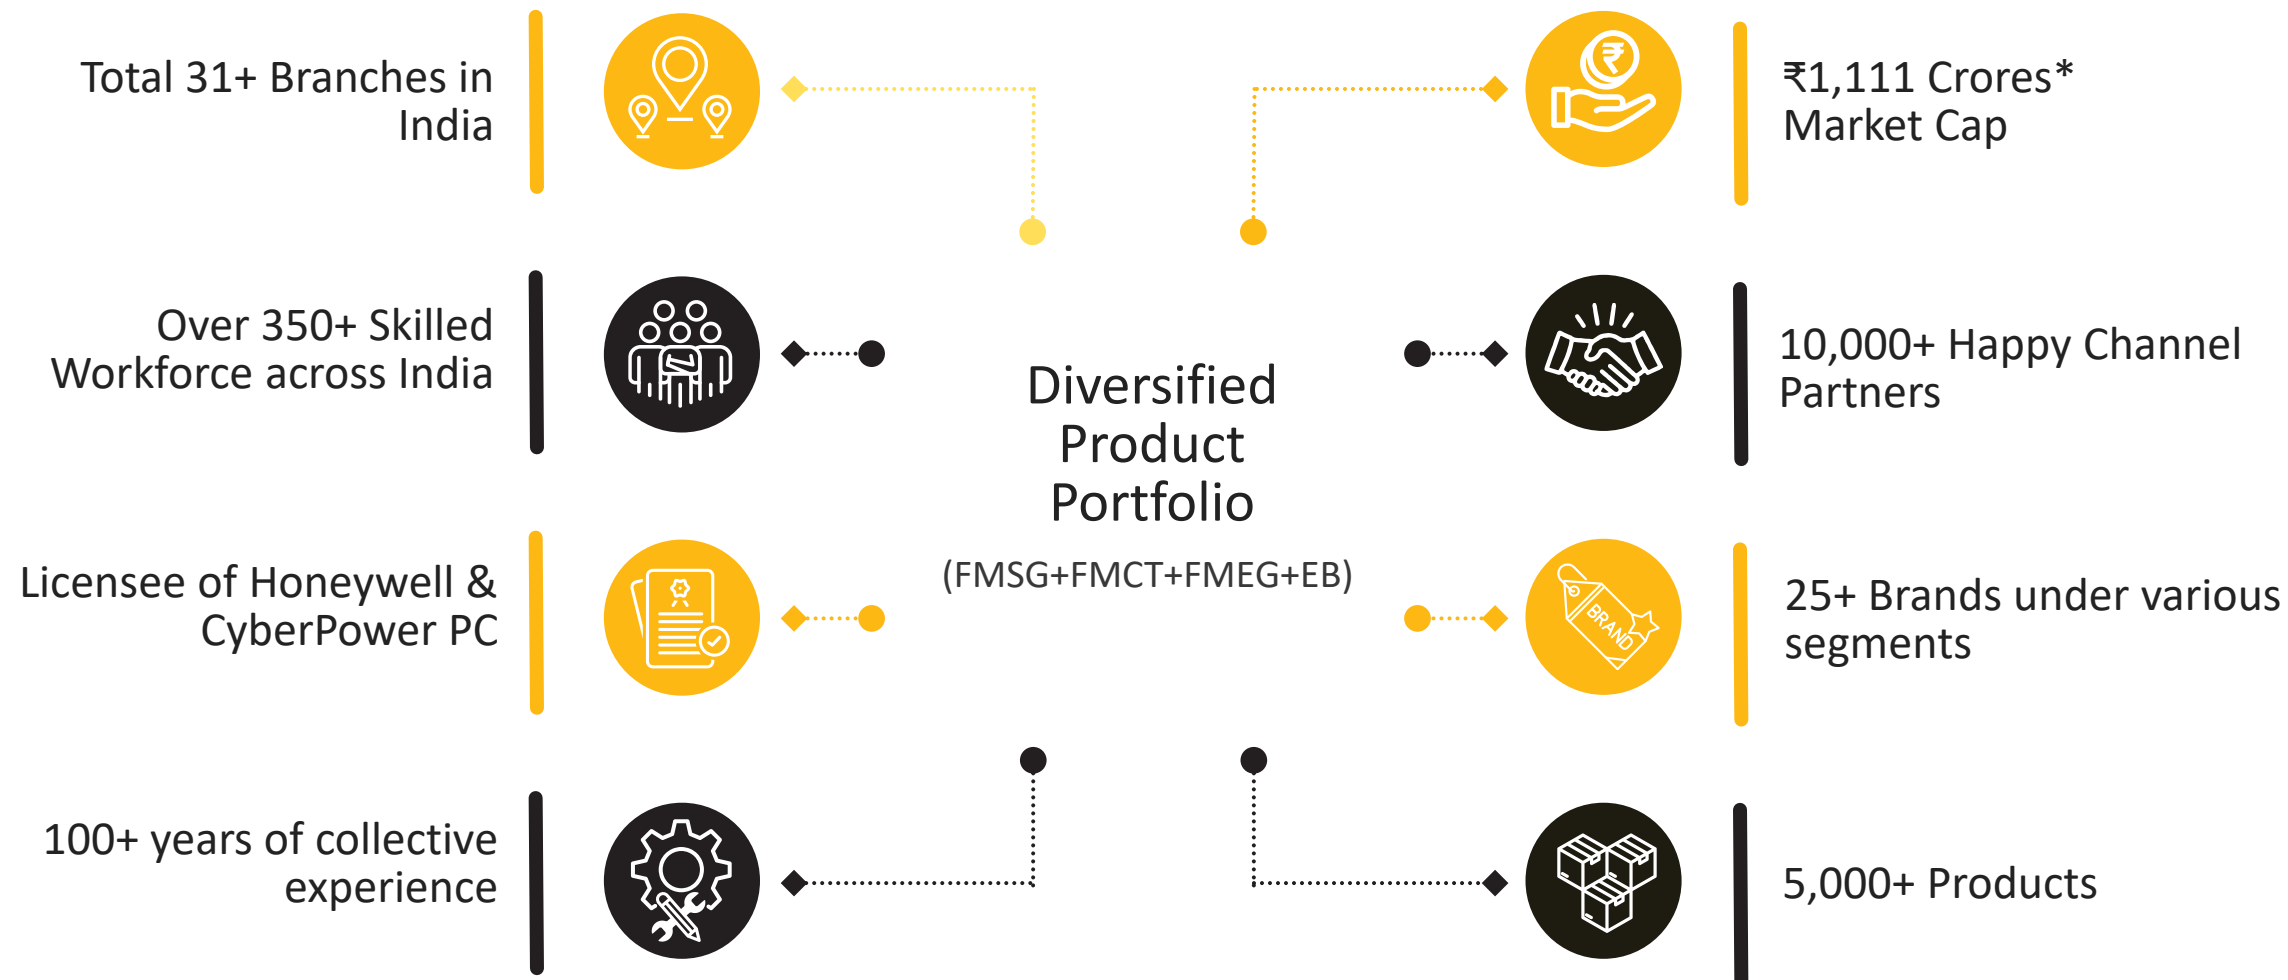 Total 31+ Branches in
India
Over 350+ Skilled
Workforce across India
Licensee of Honeywell &
CyberPower PC
100+ years of collective
experience
Diversified
Product
Portfolio
(FMSG+FMCT+FMEG+EB)
₹
₹1,111 Crores*
Market Cap
10,000+ Happy Channel
Partners
BRAND
25+ Brands under various
segments
5,000+ Products